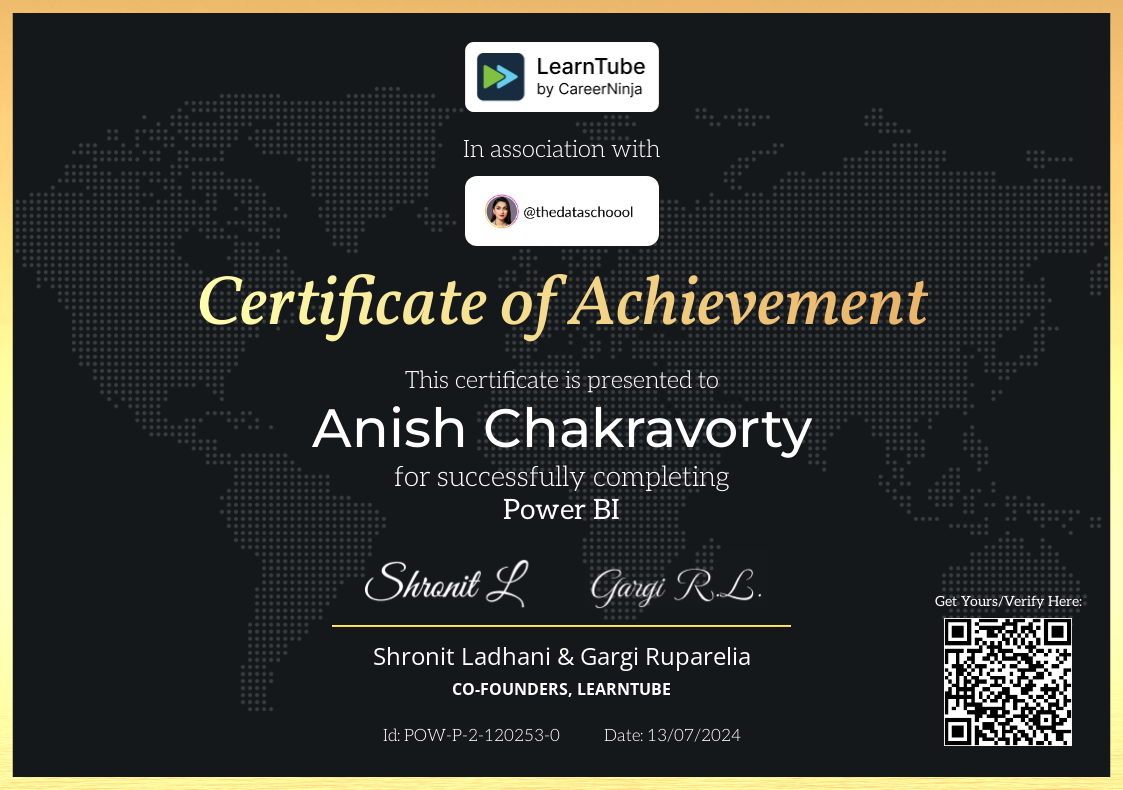 LearnTube
by CareerNinja
In association with
@thedataschoool
Certificate of Achievement
This certificate is presented to
Anish Chakravorty
for successfully completing
Power BI
Shronit L
Gargi R.L.
Shronit Ladhani & Gargi Ruparelia
CO-FOUNDERS, LEARNTUBE
Id: POW-P-2-120253-0
Date: 13/07/2024
Get Yours/Verify Here: